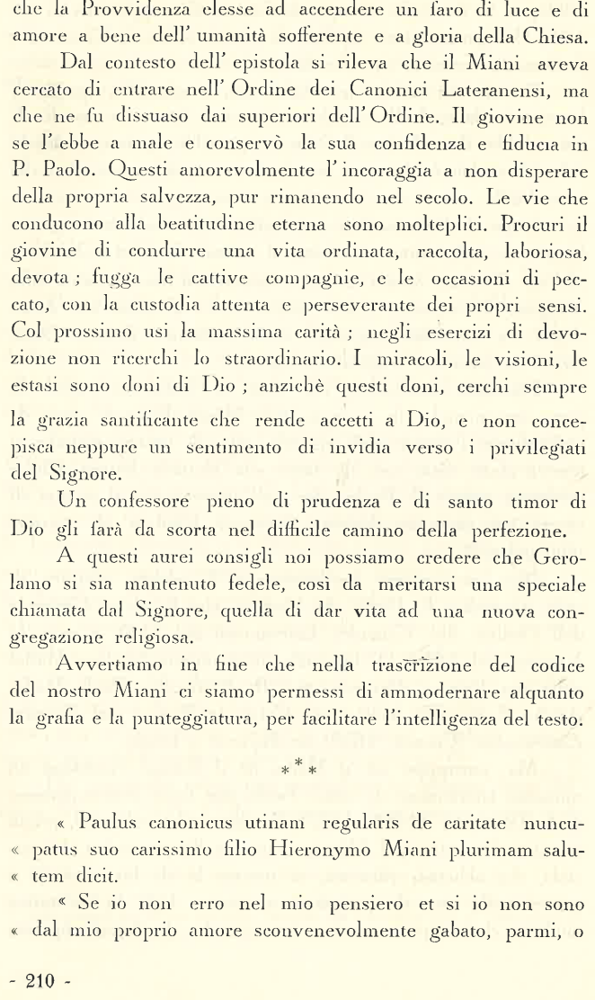 che la Provvidenza elesse ad accendere un faro di luce e di
amore a bene dell' umanità sofferente e a gloria della Chiesa.
Dal contesto dell' epistola si rileva che il Miani aveva
cercato di entrare nell' Ordine dei Canonici Lateranensi, ma
che ne fu dissuaso dai superiori dell' Ordine. Il giovine non
se l' ebbe a male e conservò la sua confidenza e fiducia in
P. Paolo. Questi amorevolmente l' incoraggia a non disperare
della propria salvezza, pur rimanendo nel secolo. Le vie che
conducono alla beatitudine eterna sono molteplici. Procuri il
giovine di condurre una vita ordinata, raccolta, laboriosa,
devota ; fugga le cattive compagnie, e le occasioni di pec-
cato, con la custodia attenta e perseverante dei propri sensi.
Col prossimo usi la massima carità ; negli esercizi di devo-
zione non ricerchi lo straordinario. I miracoli, le visioni, le
estasi sono doni di Dio ; anzichè questi doni, cerchi sempre
la grazia santificante che rende accetti a Dio, e non conce-
pisca neppure un sentimento di invidia verso i privilegiati
del Signore.
Un confessore pieno di prudenza e di santo timor di
Dio gli farà da scorta nel difficile camino della perfezione.
A questi aurei consigli noi possiamo credere che Gero-
lamo si sia mantenuto fedele, così da meritarsi una speciale
chiamata dal Signore, quella di dar vita ad una nuova con-
gregazione religiosa.
Avvertiamo in fine che nella trascrizione del codice
del nostro Miani ci siamo permessi di ammodernare alquanto
la grafia e la punteggiatura, per facilitare l'intelligenza del testo.
* * *
« Paulus canonicus utinam regularis de caritate nuncu-
« patus suo carissimo filio Hieronymo Miani plurimam salu-
« tem dicit.
« Se io non erro nel mio pensiero et si io non sono
« dal mio proprio amore sconvenevolmente gabato, parmi, o
- 210 -